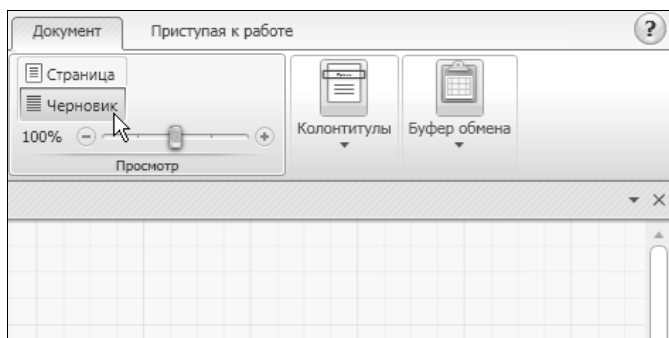 Документ
Приступая к работе
?
Страница
Черновик
100%
Просмотр
Колонтитулы
Буфер обмена